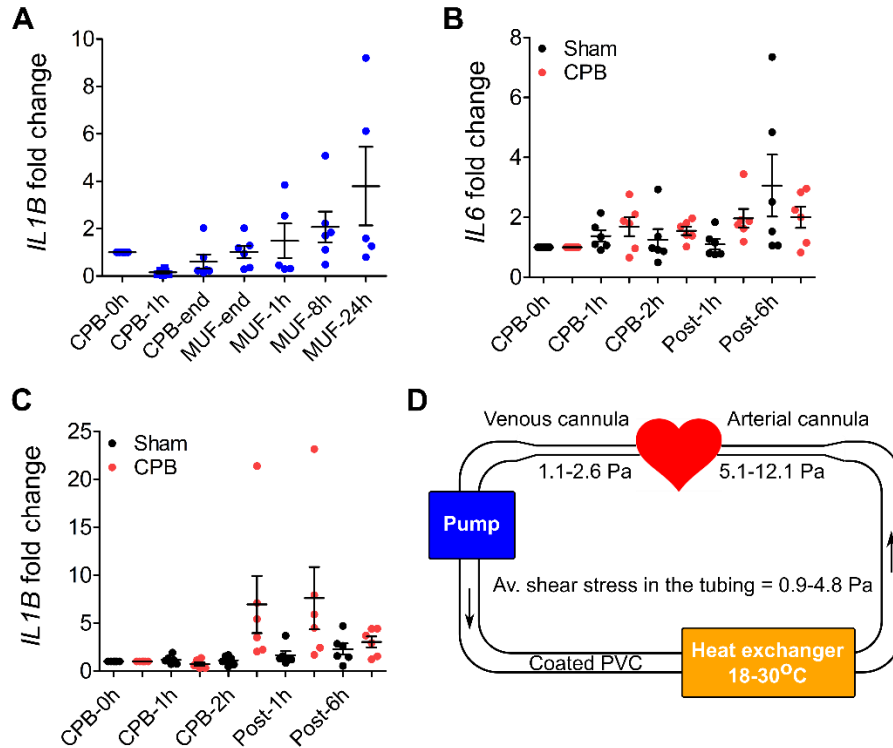 A
IL1B fold change
10
8
6
4
2
0
CPB-0h
CPB-1h
CPB-end
MUF-end
MUF-1h
MUF-8h
MUF-24h
B
IL6 fold change
8
6
4
2
0
Sham
CPB
CPB-0h
CPB-1h
CPB-2h
Post-1h
Post-6h
C
IL1B fold change
25
20
15
10
5
0
Sham
CPB
CPB-0h
CPB-1h
CPB-2h
Post-1h
Post-6h
D
Venous cannula
Arterial cannula
1.1-2.6 Pa
5.1-12.1 Pa
Pump
Av. shear stress in the tubing = 0.9-4.8 Pa
Coated PVC
Heat exchanger
18-30°C